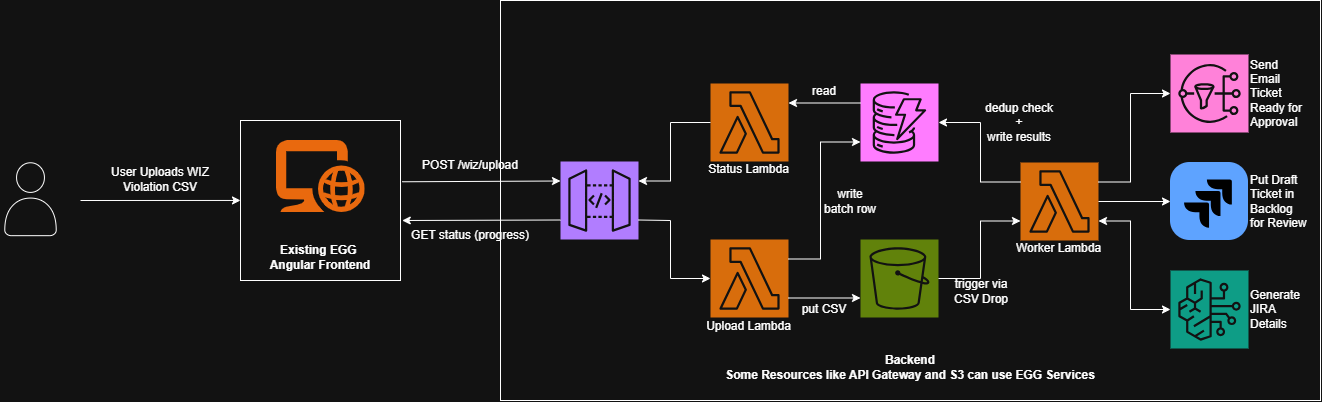 User Uploads WIZ
Violation CSV
Existing EGG
Angular Frontend
POST /wiz/upload
GET status (progress)
</>
Status Lambda
read
write
batch row
Upload Lambda
put CSV
dedup check
+
write results
trigger via
CSV Drop
Worker Lambda
Send
Email
Ticket
Ready for
Approval
Put Draft
Ticket in
Backlog
for Review
Generate
JIRA
Details
Backend
Some Resources like API Gateway and S3 can use EGG Services